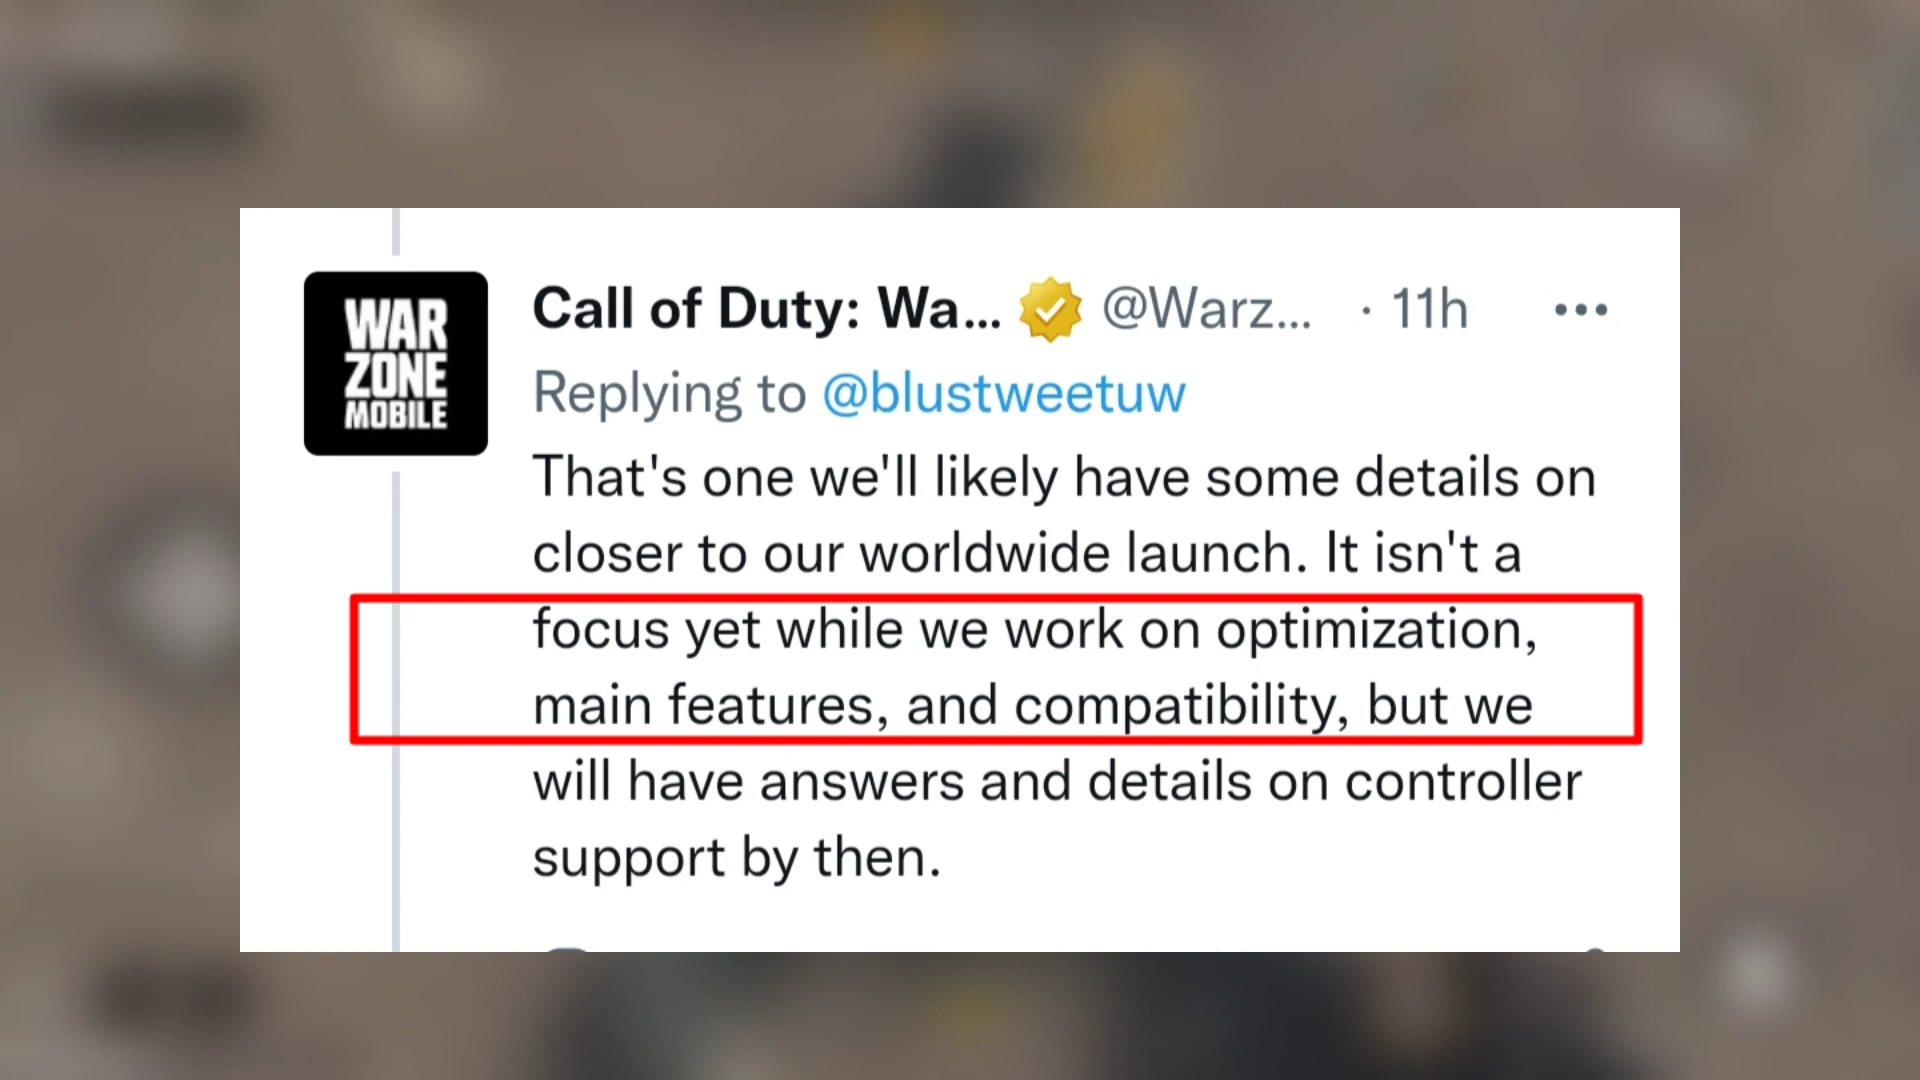 WAR
ZONE
MOBILE
Call of Duty: Wa... @Warz... · 11h ...
Replying to @blustweetuw
That's one we'll likely have some details on
closer to our worldwide launch. It isn't a
focus yet while we work on optimization,
main features, and compatibility, but we
will have answers and details on controller
support by then.